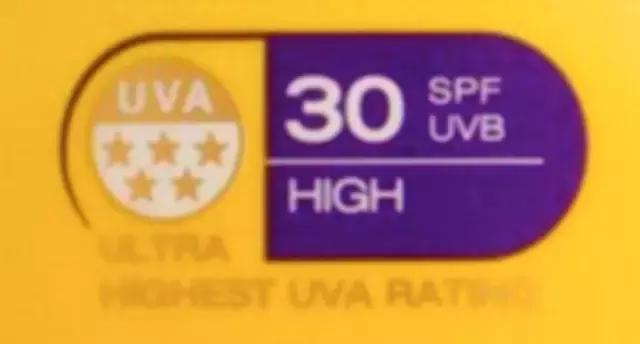 UVA
30 SPF
UVB
HIGH
ULTRA
HIGHEST UVA RATING